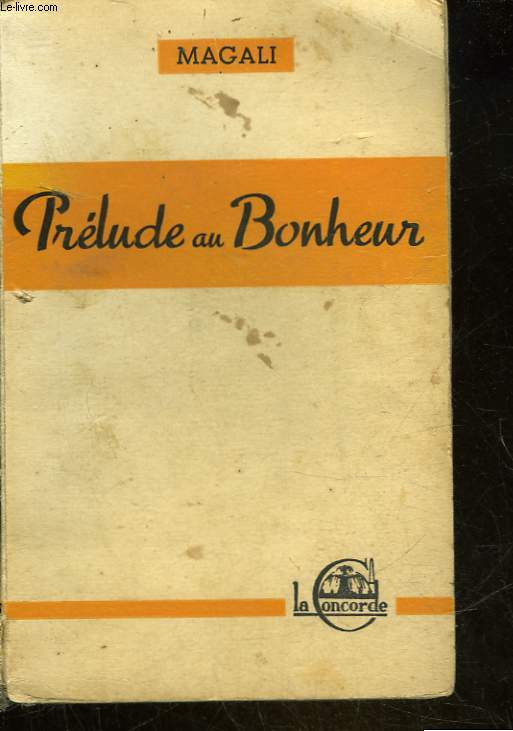 Le-livre.com
MAGALI
Prélude au Bonheur
la Concorde